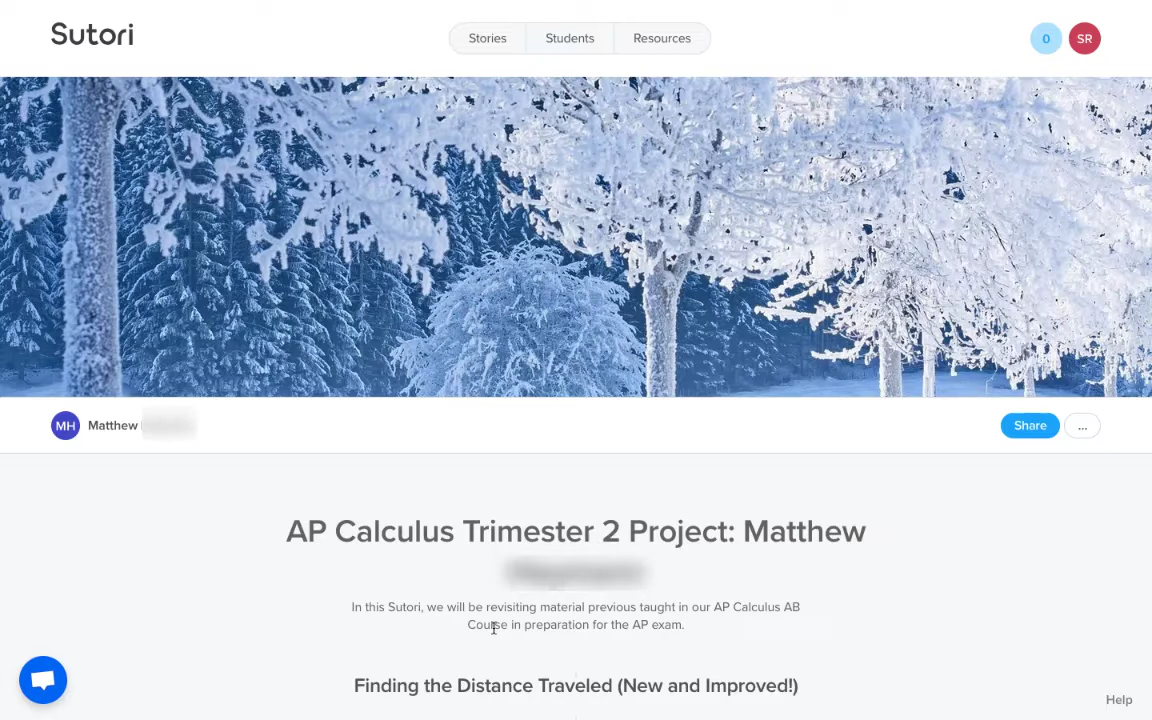 Sutori
Stories
Students
Resources
0
SR
MH
Matthew
Share
...
AP Calculus Trimester 2 Project: Matthew
In this Sutori, we will be revisiting material previous taught in our AP Calculus AB
Course in preparation for the AP exam.
Finding the Distance Traveled (New and Improved!)
Help